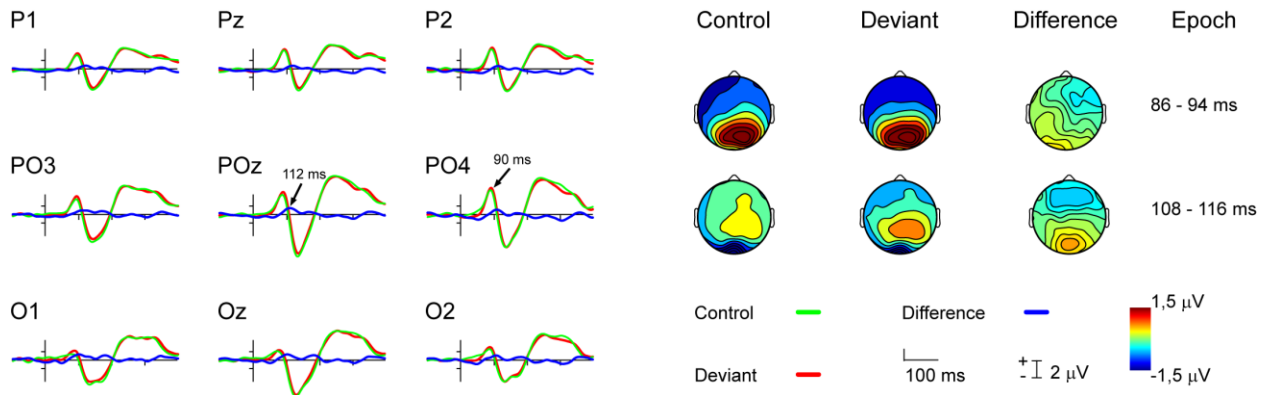 P1 Pz P2
PO3 POz PO4
112 ms
90 ms
O1 Oz O2
Control Deviant Difference Epoch
86 - 94 ms
108 - 116 ms
Control Difference
Deviant
100 ms
+
- 2 µV
1,5 µV
-1,5 µV